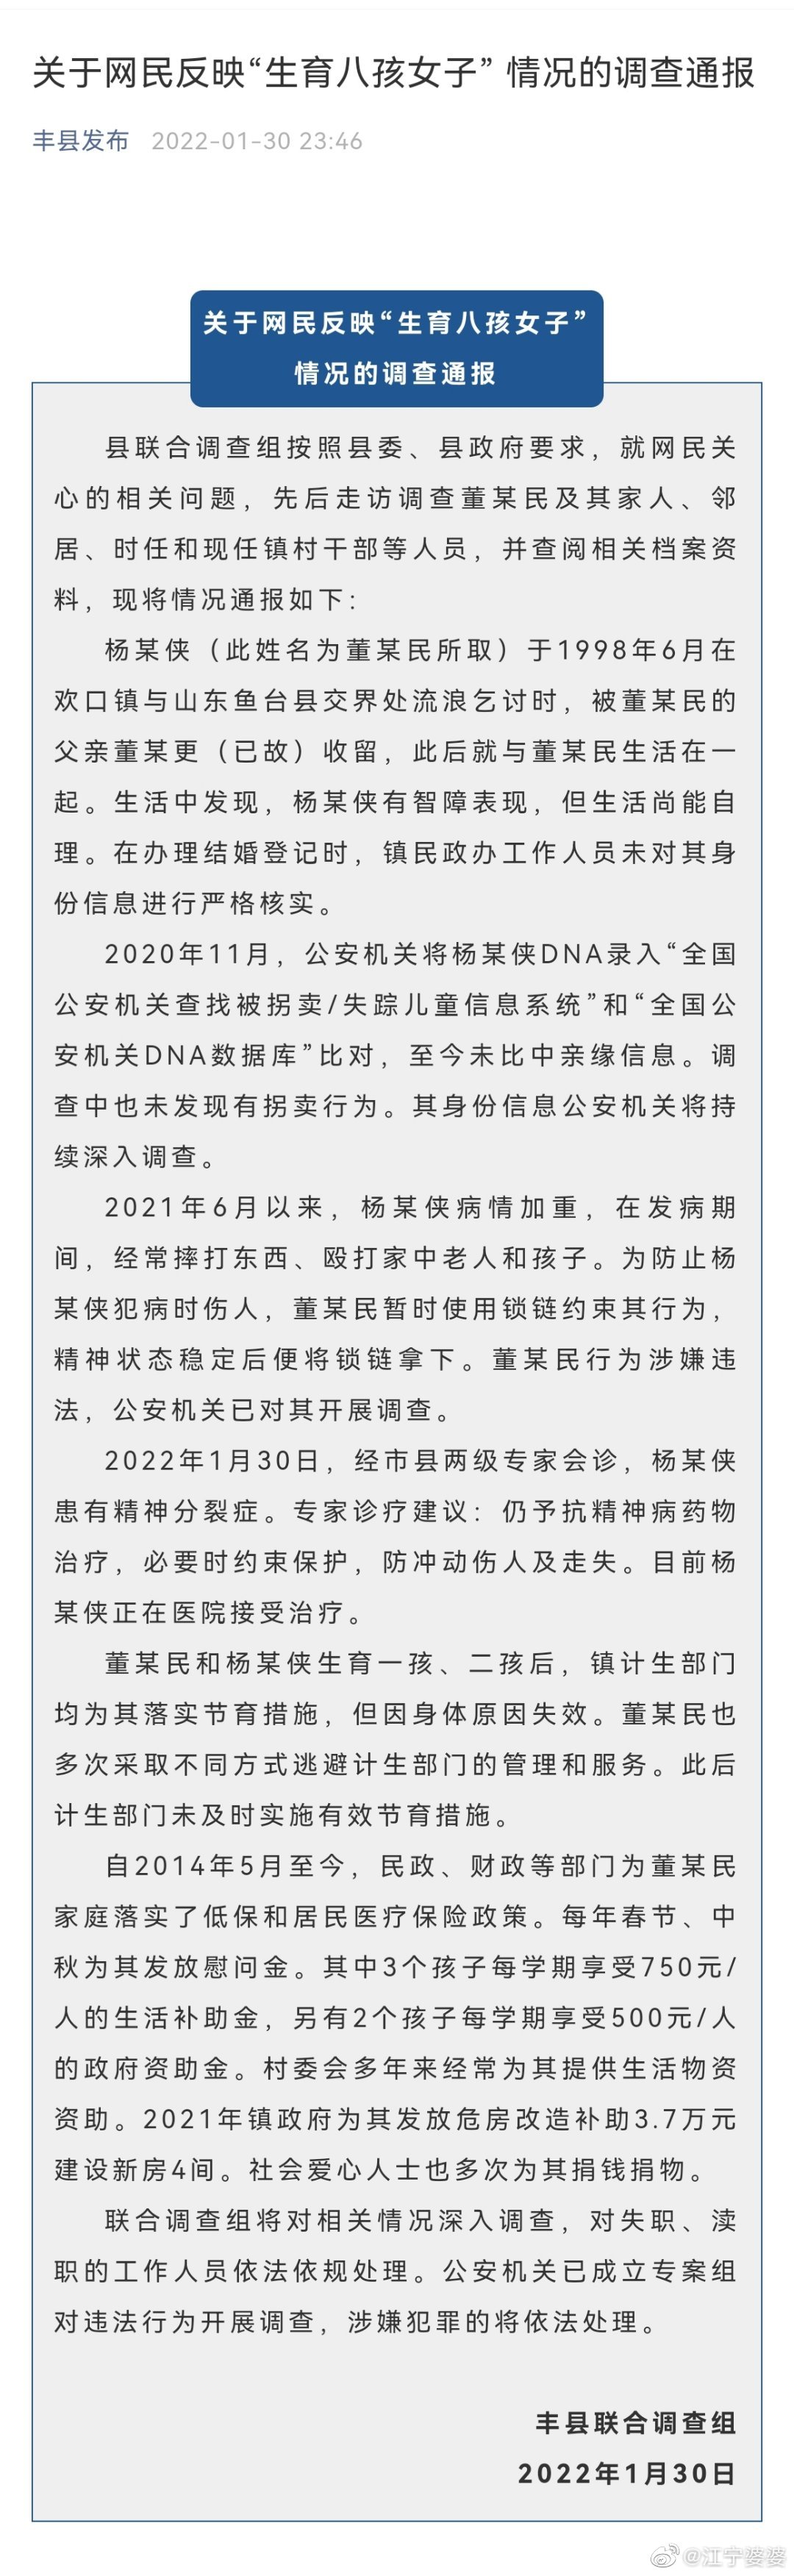 关于网民反映“生育八孩女子” 情况的调查通报
丰县发布 2022-01-30 23:46
关于网民反映“生育八孩女子”
情况的调查通报
县联合调查组按照县委、县政府要求，就网民关
心的相关问题，先后走访调查董某民及其家人、邻
居、时任和现任镇村干部等人员，并查阅相关档案资
料，现将情况通报如下：
杨某侠（此姓名为董某民所取）于1998年6月在
欢口镇与山东鱼台县交界处流浪乞讨时，被董某民的
父亲董某更（已故）收留，此后就与董某民生活在一
起。生活中发现，杨某侠有智障表现，但生活尚能自
理。在办理结婚登记时，镇民政办工作人员未对其身
份信息进行严格核实。
2020年11月，公安机关将杨某侠DNA录入“全国
公安机关查找被拐卖/失踪儿童信息系统”和“全国公
安机关DNA数据库”比对，至今未比中亲缘信息。调
查中也未发现有拐卖行为。其身份信息公安机关将持
续深入调查。
2021年6月以来，杨某侠病情加重，在发病期
间，经常摔打东西、殴打家中老人和孩子。为防止杨
某侠犯病时伤人，董某民暂时使用锁链约束其行为，
精神状态稳定后便将锁链拿下。董某民行为涉嫌违
法，公安机关已对其开展调查。
2022年1月30日，经市县两级专家会诊，杨某侠
患有精神分裂症。专家诊疗建议：仍予抗精神病药物
治疗，必要时约束保护，防冲动伤人及走失。目前杨
某侠正在医院接受治疗。
董某民和杨某侠生育一孩、二孩后，镇计生部门
均为其落实节育措施，但因身体原因失效。董某民也
多次采取不同方式逃避计生部门的管理和服务。此后
计生部门未及时实施有效节育措施。
自2014年5月至今，民政、财政等部门为董某民
家庭落实了低保和居民医疗保险政策。每年春节、中
秋为其发放慰问金。其中3个孩子每学期享受750元/
人的生活补助金，另有2个孩子每学期享受500元/人
的政府资助金。村委会多年来经常为其提供生活物资
资助。2021年镇政府为其发放危房改造补助3.7万元
建设新房4间。社会爱心人士也多次为其捐钱捐物。
联合调查组将对相关情况深入调查，对失职、渎
职的工作人员依法依规处理。公安机关已成立专案组
对违法行为开展调查，涉嫌犯罪的将依法处理。
丰县联合调查组
2022年1月30日
@江宁婆婆